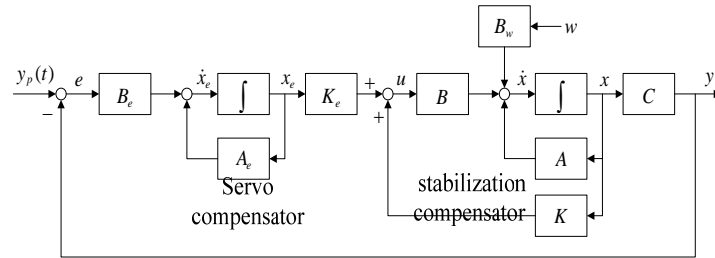 B_w
w
y_p(t)
e
B_e
ẋ_e
∫
x_e
K_e
+
u
B
ẋ
∫
x
C
y
−
+
A_e
A
Servo
compensator
stabilization
compensator
K